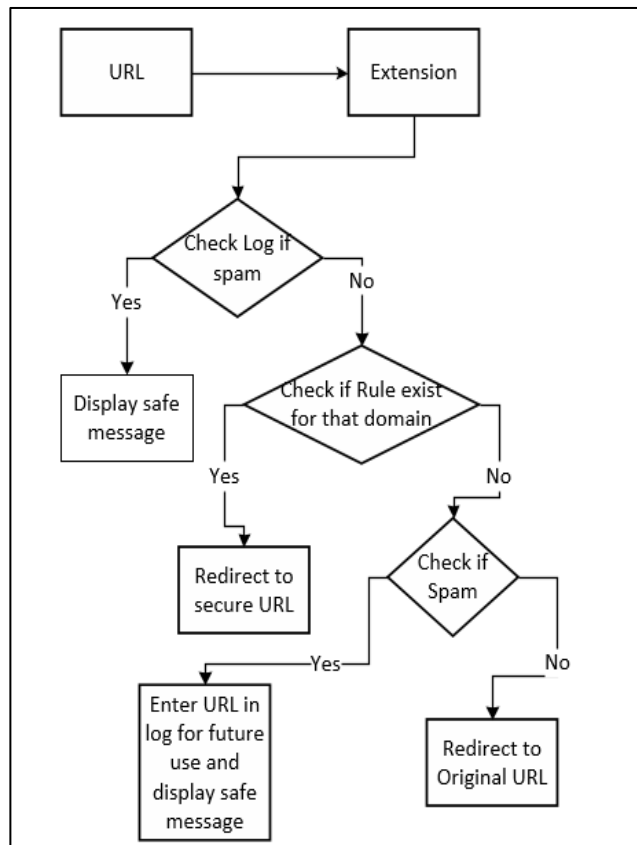 URL
Extension
Check Log if
spam
Yes
No
Display safe
message
Check if Rule exist
for that domain
Yes
No
Redirect to
secure URL
Check if
Spam
Yes
No
Enter URL in
log for future
use and
display safe
message
Redirect to
Original URL